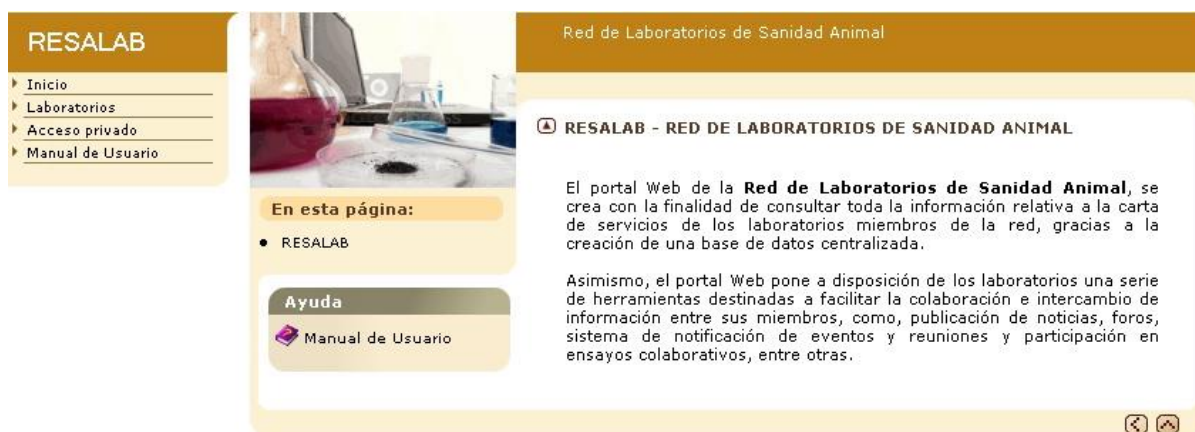 RESALAB
Inicio
Laboratorios
Acceso privado
Manual de Usuario
En esta página:
RESALAB
Ayuda
Manual de Usuario
Red de Laboratorios de Sanidad Animal
RESALAB - RED DE LABORATORIOS DE SANIDAD ANIMAL
El portal Web de la Red de Laboratorios de Sanidad Animal, se
crea con la finalidad de consultar toda la información relativa a la carta
de servicios de los laboratorios miembros de la red, gracias a la
creación de una base de datos centralizada.
Asimismo, el portal Web pone a disposición de los laboratorios una serie
de herramientas destinadas a facilitar la colaboración e intercambio de
información entre sus miembros, como, publicación de noticias, foros,
sistema de notificación de eventos y reuniones y participación en
ensayos colaborativos, entre otras.